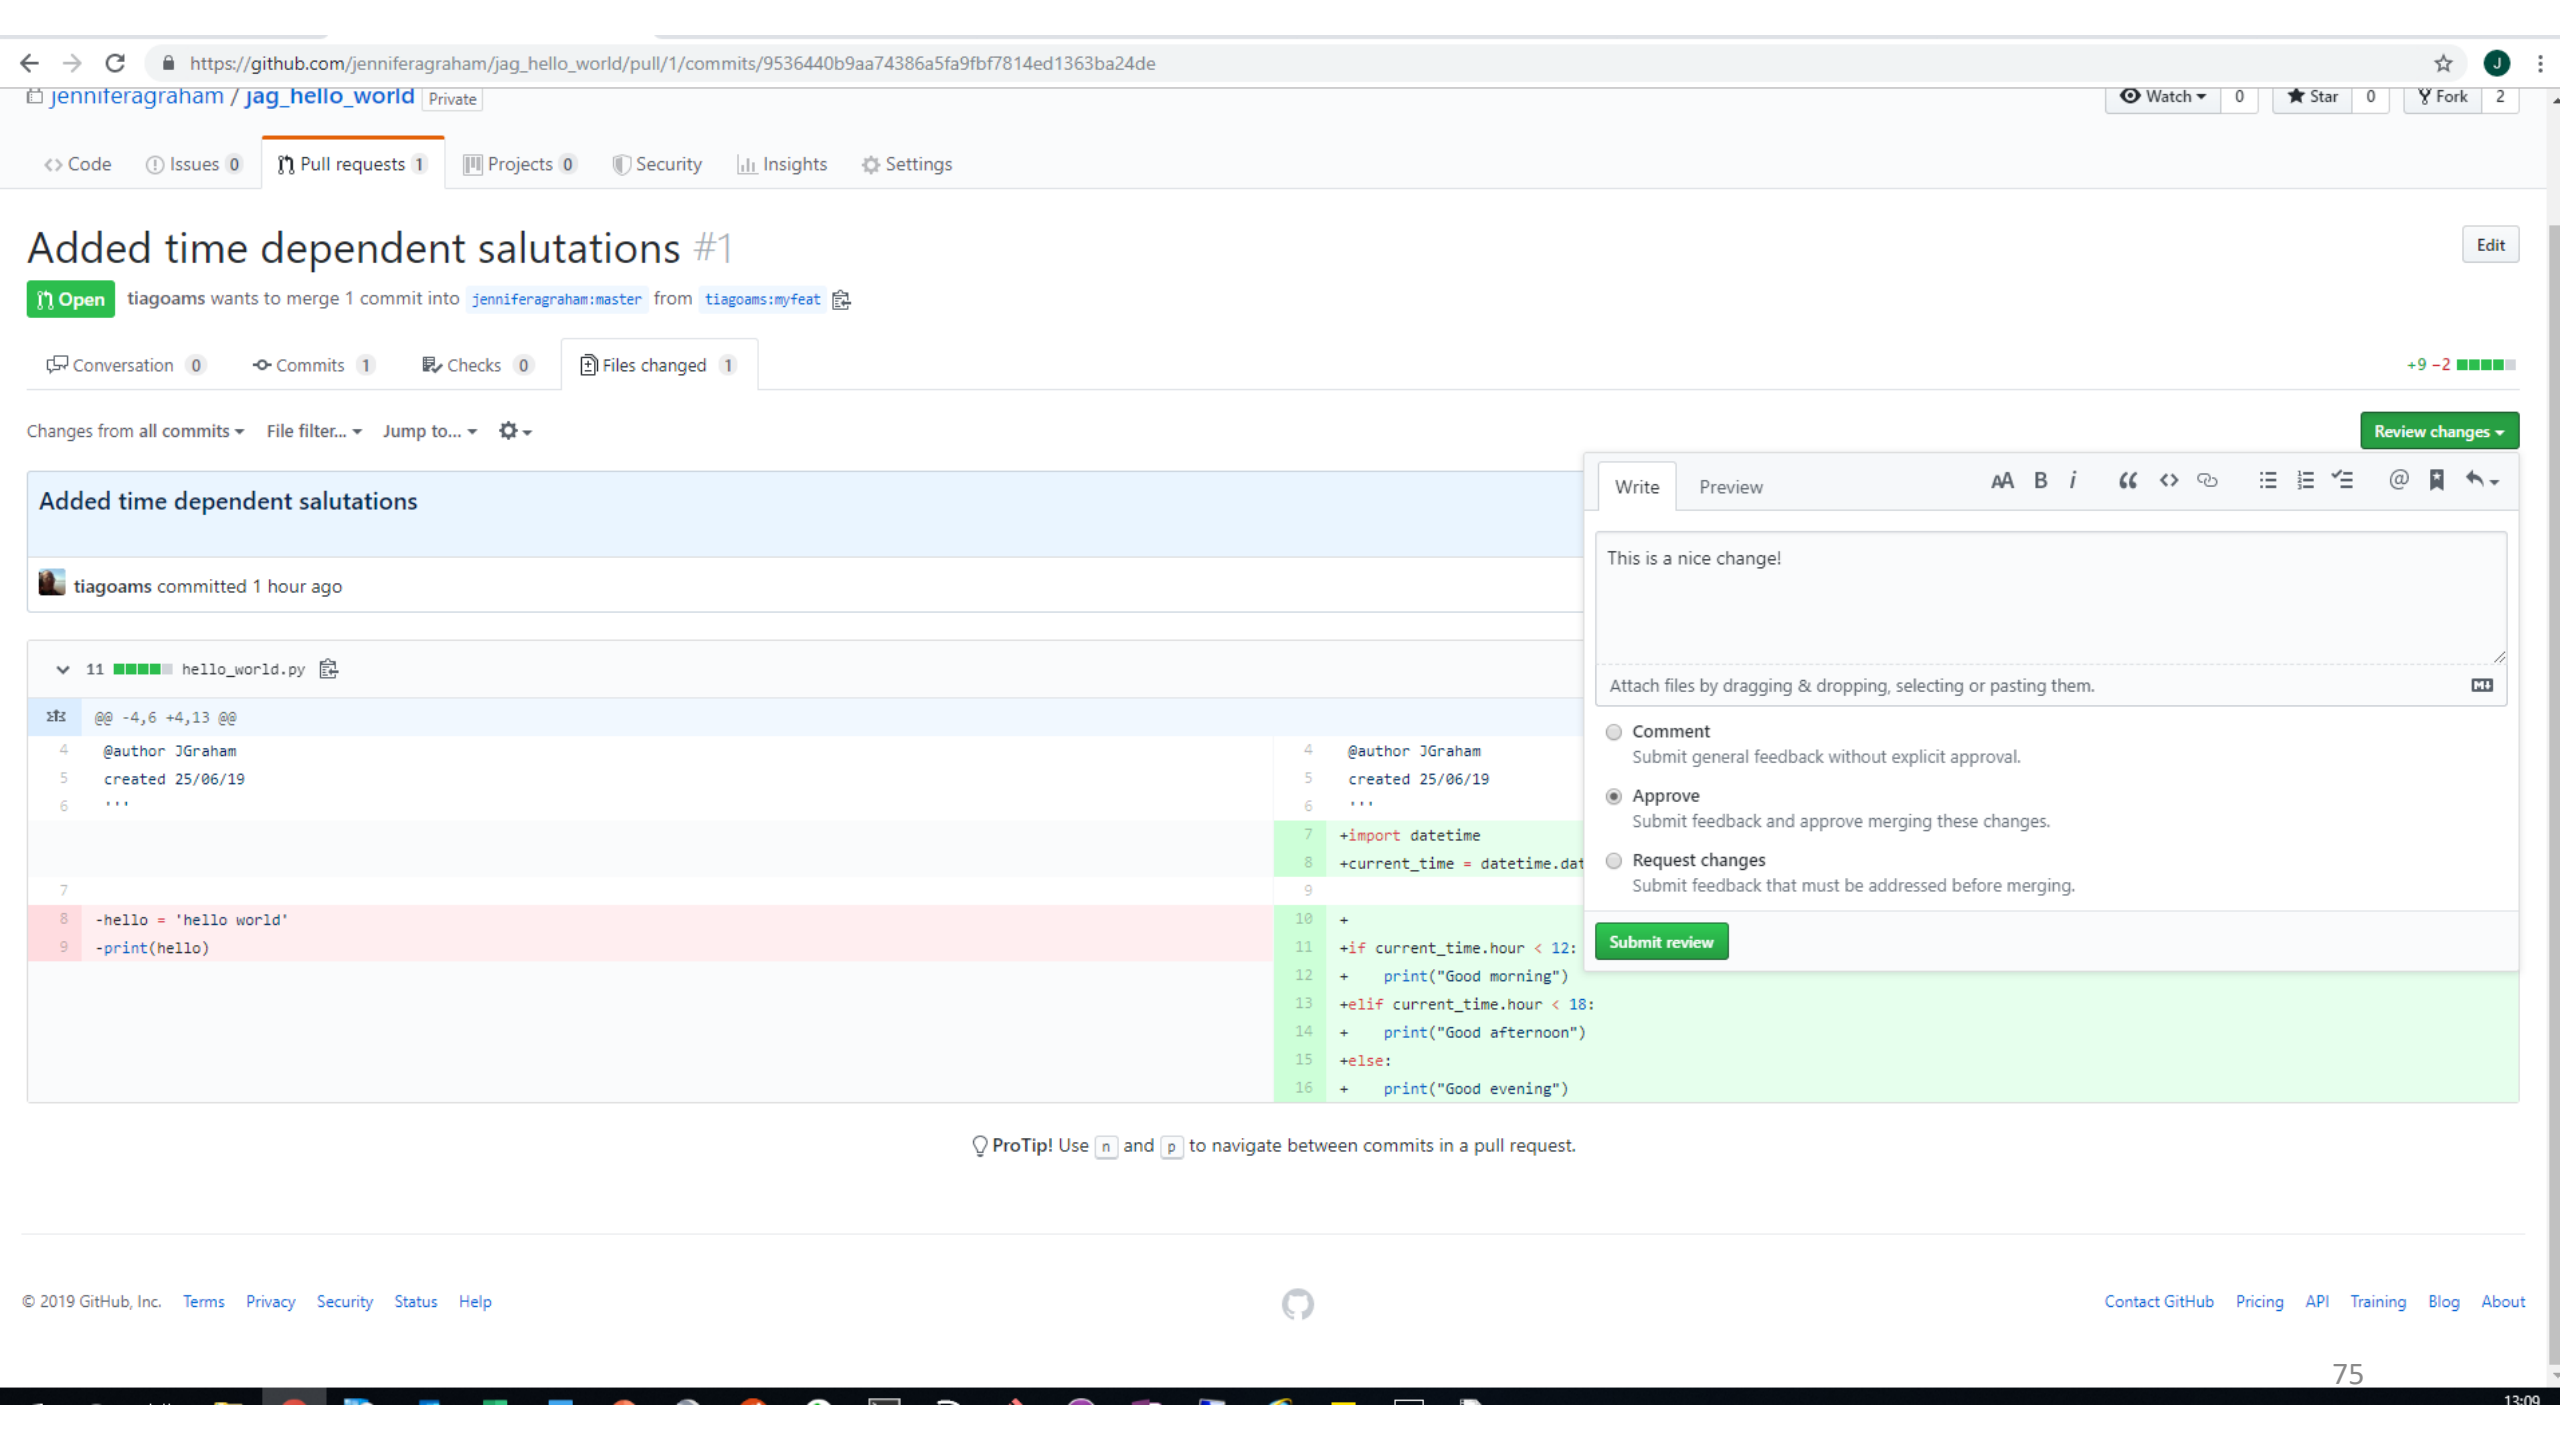 https://github.com/jenniferagraham/jag_hello_world/pull/1/commits/9536440b9aa74386a5fa9fbf7814ed1363ba24de
J
jenniferagraham / jag_hello_world Private
Watch 0 Star 0 Fork 2
Code Issues 0 Pull requests 1 Projects 0 Security Insights Settings
Added time dependent salutations #1
Edit
Open tiagoams wants to merge 1 commit into jenniferagraham:master from tiagoams:myfeat
Conversation 0 Commits 1 Checks 0 Files changed 1
+9 −2
Changes from all commits File filter... Jump to...
Review changes
Added time dependent salutations
tiagoams committed 1 hour ago
Write Preview
AA B i
This is a nice change!
Attach files by dragging & dropping, selecting or pasting them.
Comment
Submit general feedback without explicit approval.
Approve
Submit feedback and approve merging these changes.
Request changes
Submit feedback that must be addressed before merging.
Submit review
11 hello_world.py
@@ -4,6 +4,13 @@
4 @author JGraham
5 created 25/06/19
6 '''
7
8 -hello = 'hello world'
9 -print(hello)
4 @author JGraham
5 created 25/06/19
6 '''
7 +import datetime
8 +current_time = datetime.dat
9
10 +
11 +if current_time.hour < 12:
12 +    print("Good morning")
13 +elif current_time.hour < 18:
14 +    print("Good afternoon")
15 +else:
16 +    print("Good evening")
ProTip! Use n and p to navigate between commits in a pull request.
© 2019 GitHub, Inc. Terms Privacy Security Status Help
Contact GitHub Pricing API Training Blog About
75
13:09